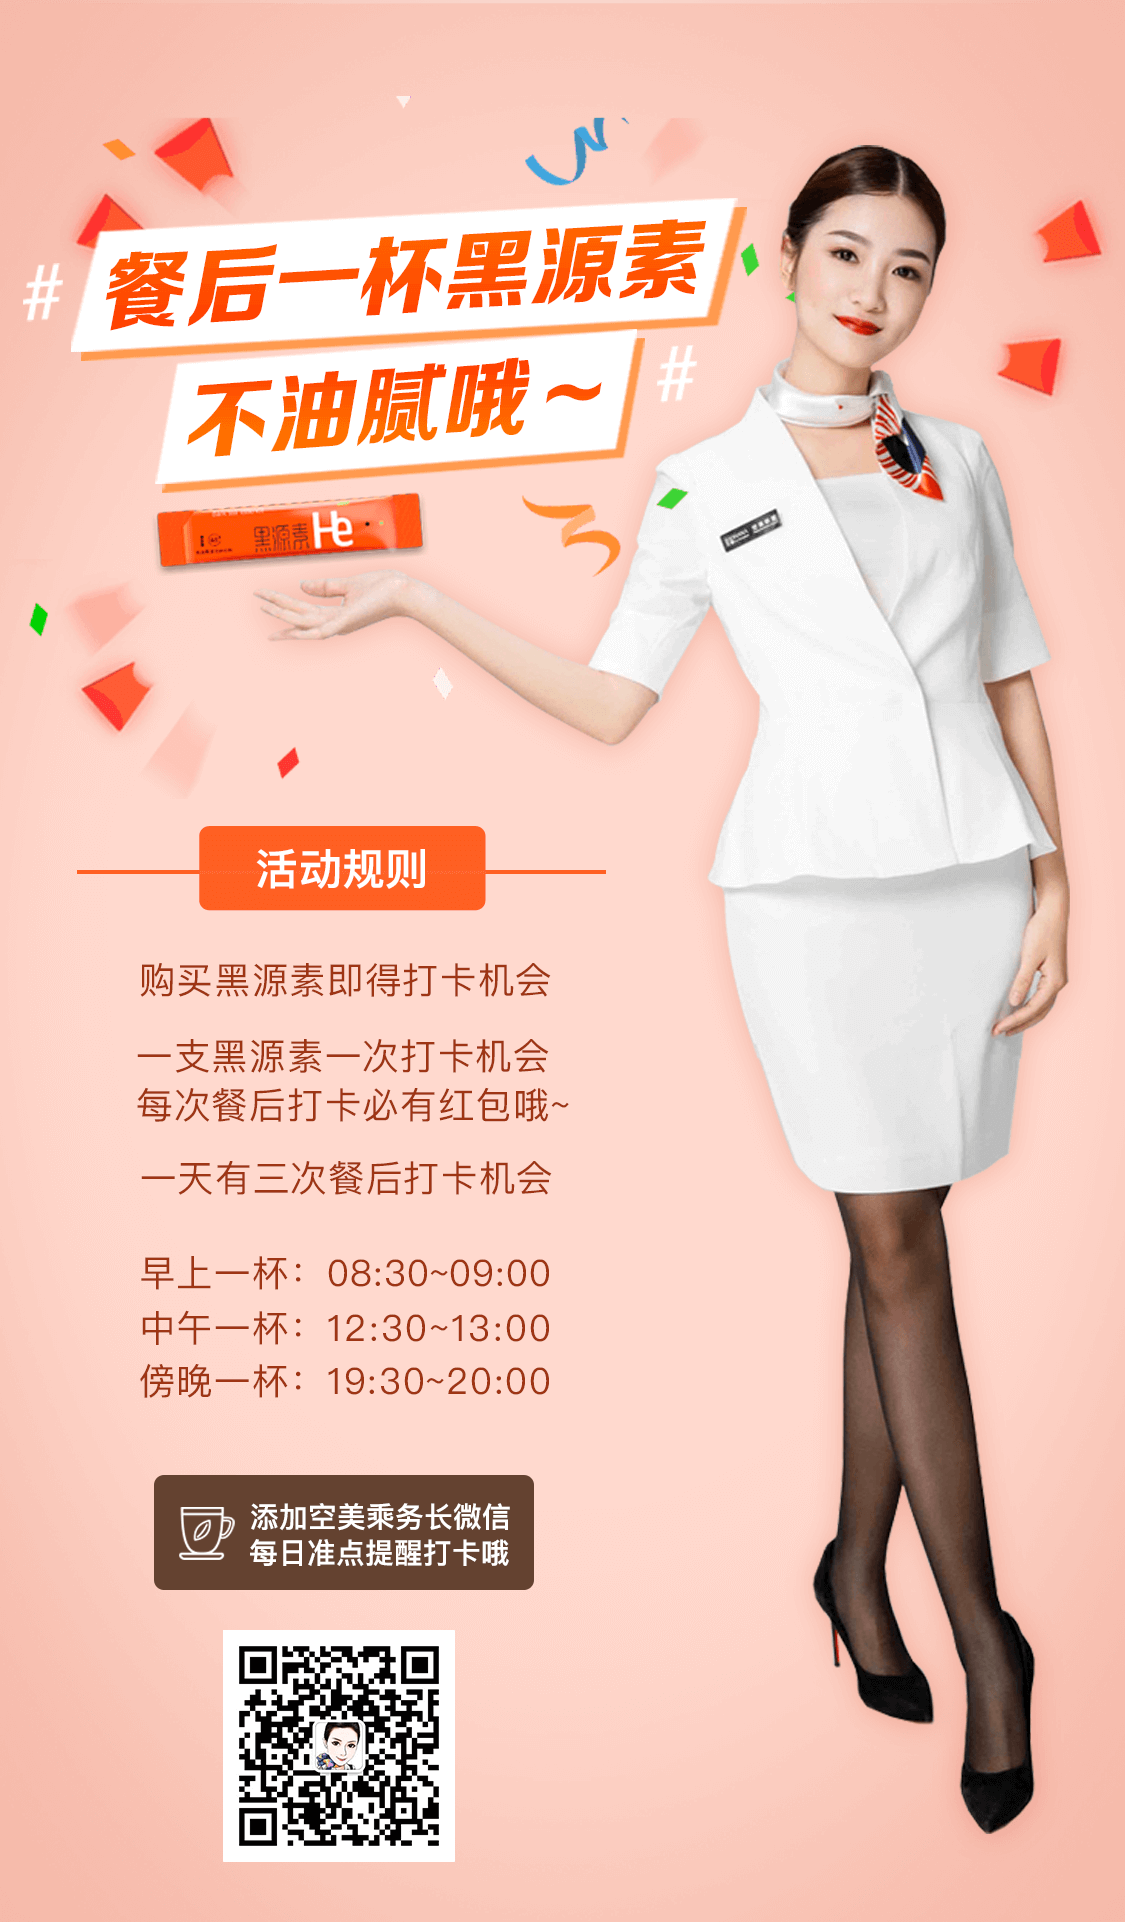 #
餐后一杯黑源素
不油腻哦~
#
黑源素He
活动规则
购买黑源素即得打卡机会
一支黑源素一次打卡机会
每次餐后打卡必有红包哦~
一天有三次餐后打卡机会
早上一杯：08:30~09:00
中午一杯：12:30~13:00
傍晚一杯：19:30~20:00
添加空美乘务长微信
每日准点提醒打卡哦